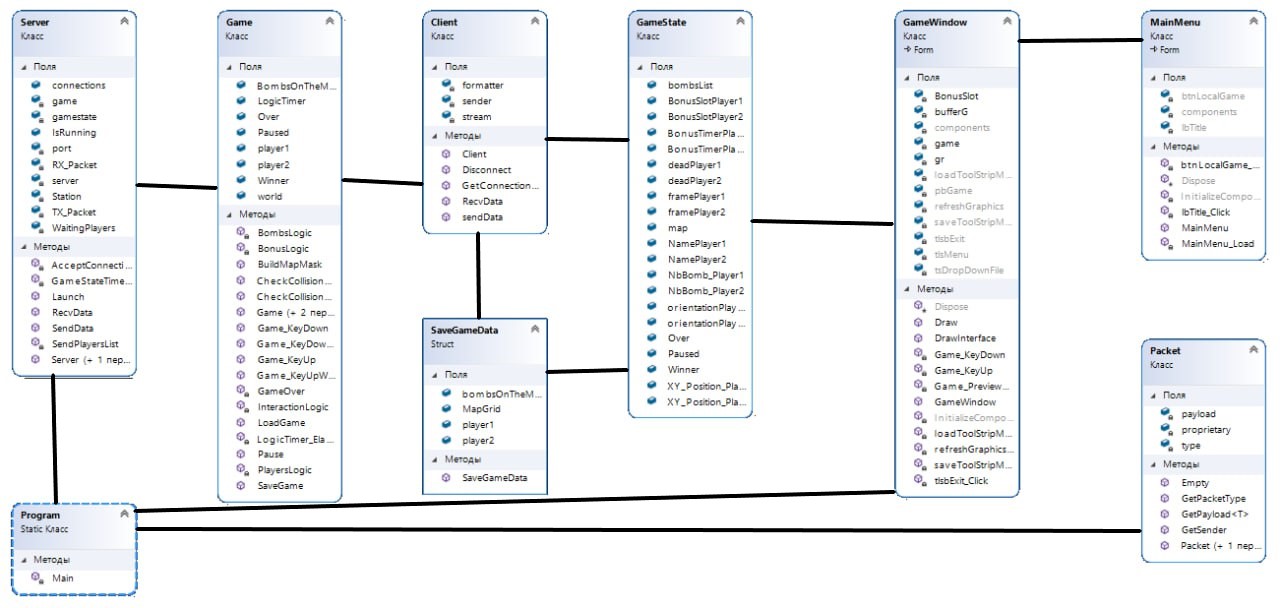 Server
Класс
Поля
connections
game
gamestate
IsRunning
port
RX_Packet
server
Station
TX_Packet
WaitingPlayers
Методы
AcceptConnecti...
GameStateTime...
Launch
RecvData
SendData
SendPlayersList
Server (+ 1 пер...
Game
Класс
Поля
BombsOnTheM...
LogicTimer
Over
Paused
player1
player2
Winner
world
Методы
BombsLogic
BonusLogic
BuildMapMask
CheckCollision...
CheckCollision...
Game (+ 2 пер...
Game_KeyDown
Game_KeyDow...
Game_KeyUp
Game_KeyUpW...
GameOver
InteractionLogic
LoadGame
LogicTimer_Ela...
Pause
PlayersLogic
SaveGame
Client
Класс
Поля
formatter
sender
stream
Методы
Client
Disconnect
GetConnection...
RecvData
sendData
SaveGameData
Struct
Поля
bombsOnTheM...
MapGrid
player1
player2
Методы
SaveGameData
GameState
Класс
Поля
bombsList
BonusSlotPlayer1
BonusSlotPlayer2
BonusTimerPla...
BonusTimerPla...
deadPlayer1
deadPlayer2
framePlayer1
framePlayer2
map
NamePlayer1
NamePlayer2
NbBomb_Player1
NbBomb_Player2
orientationPlay...
orientationPlay...
Over
Paused
Winner
XY_Position_Pla...
XY_Position_Pla...
GameWindow
Класс
Form
Поля
BonusSlot
bufferG
components
game
gr
loadToolStripM...
pbGame
refreshGraphics
saveToolStripM...
tlsbExit
tlsMenu
tsDropDownFile
Методы
Dispose
Draw
DrawInterface
Game_KeyDown
Game_KeyUp
Game_Preview...
GameWindow
InitializeCompo...
loadToolStripM...
refreshGraphics...
saveToolStripM...
tlsbExit_Click
MainMenu
Класс
Form
Поля
btnLocalGame
components
lbTitle
Методы
btnLocalGame_...
Dispose
InitializeCompo...
lbTitle_Click
MainMenu
MainMenu_Load
Packet
Класс
Поля
payload
proprietary
type
Методы
Empty
GetPacketType
GetPayload<T>
GetSender
Packet (+ 1 пер...
Program
Static Класс
Методы
Main